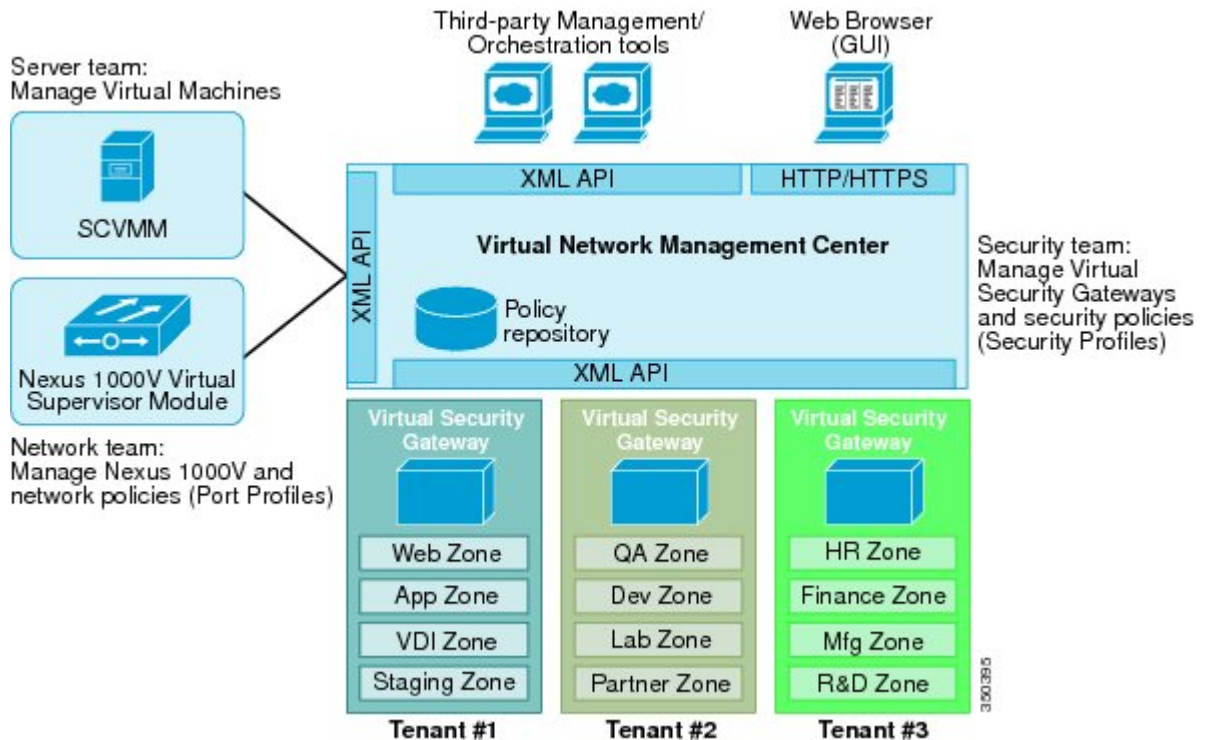 Third-party Management/
Orchestration tools
Web Browser
(GUI)
Server team:
Manage Virtual Machines
SCVMM
Nexus 1000V Virtual
Supervisor Module
Network team:
Manage Nexus 1000V and
network policies (Port Profiles)
XML API
HTTP/HTTPS
XML API
Virtual Network Management Center
Policy
repository
XML API
Security team:
Manage Virtual
Security Gateways
and security policies
(Security Profiles)
Virtual Security
Gateway
Web Zone
App Zone
VDI Zone
Staging Zone
Tenant #1
Virtual Security
Gateway
QA Zone
Dev Zone
Lab Zone
Partner Zone
Tenant #2
Virtual Security
Gateway
HR Zone
Finance Zone
Mfg Zone
R&D Zone
Tenant #3
350395